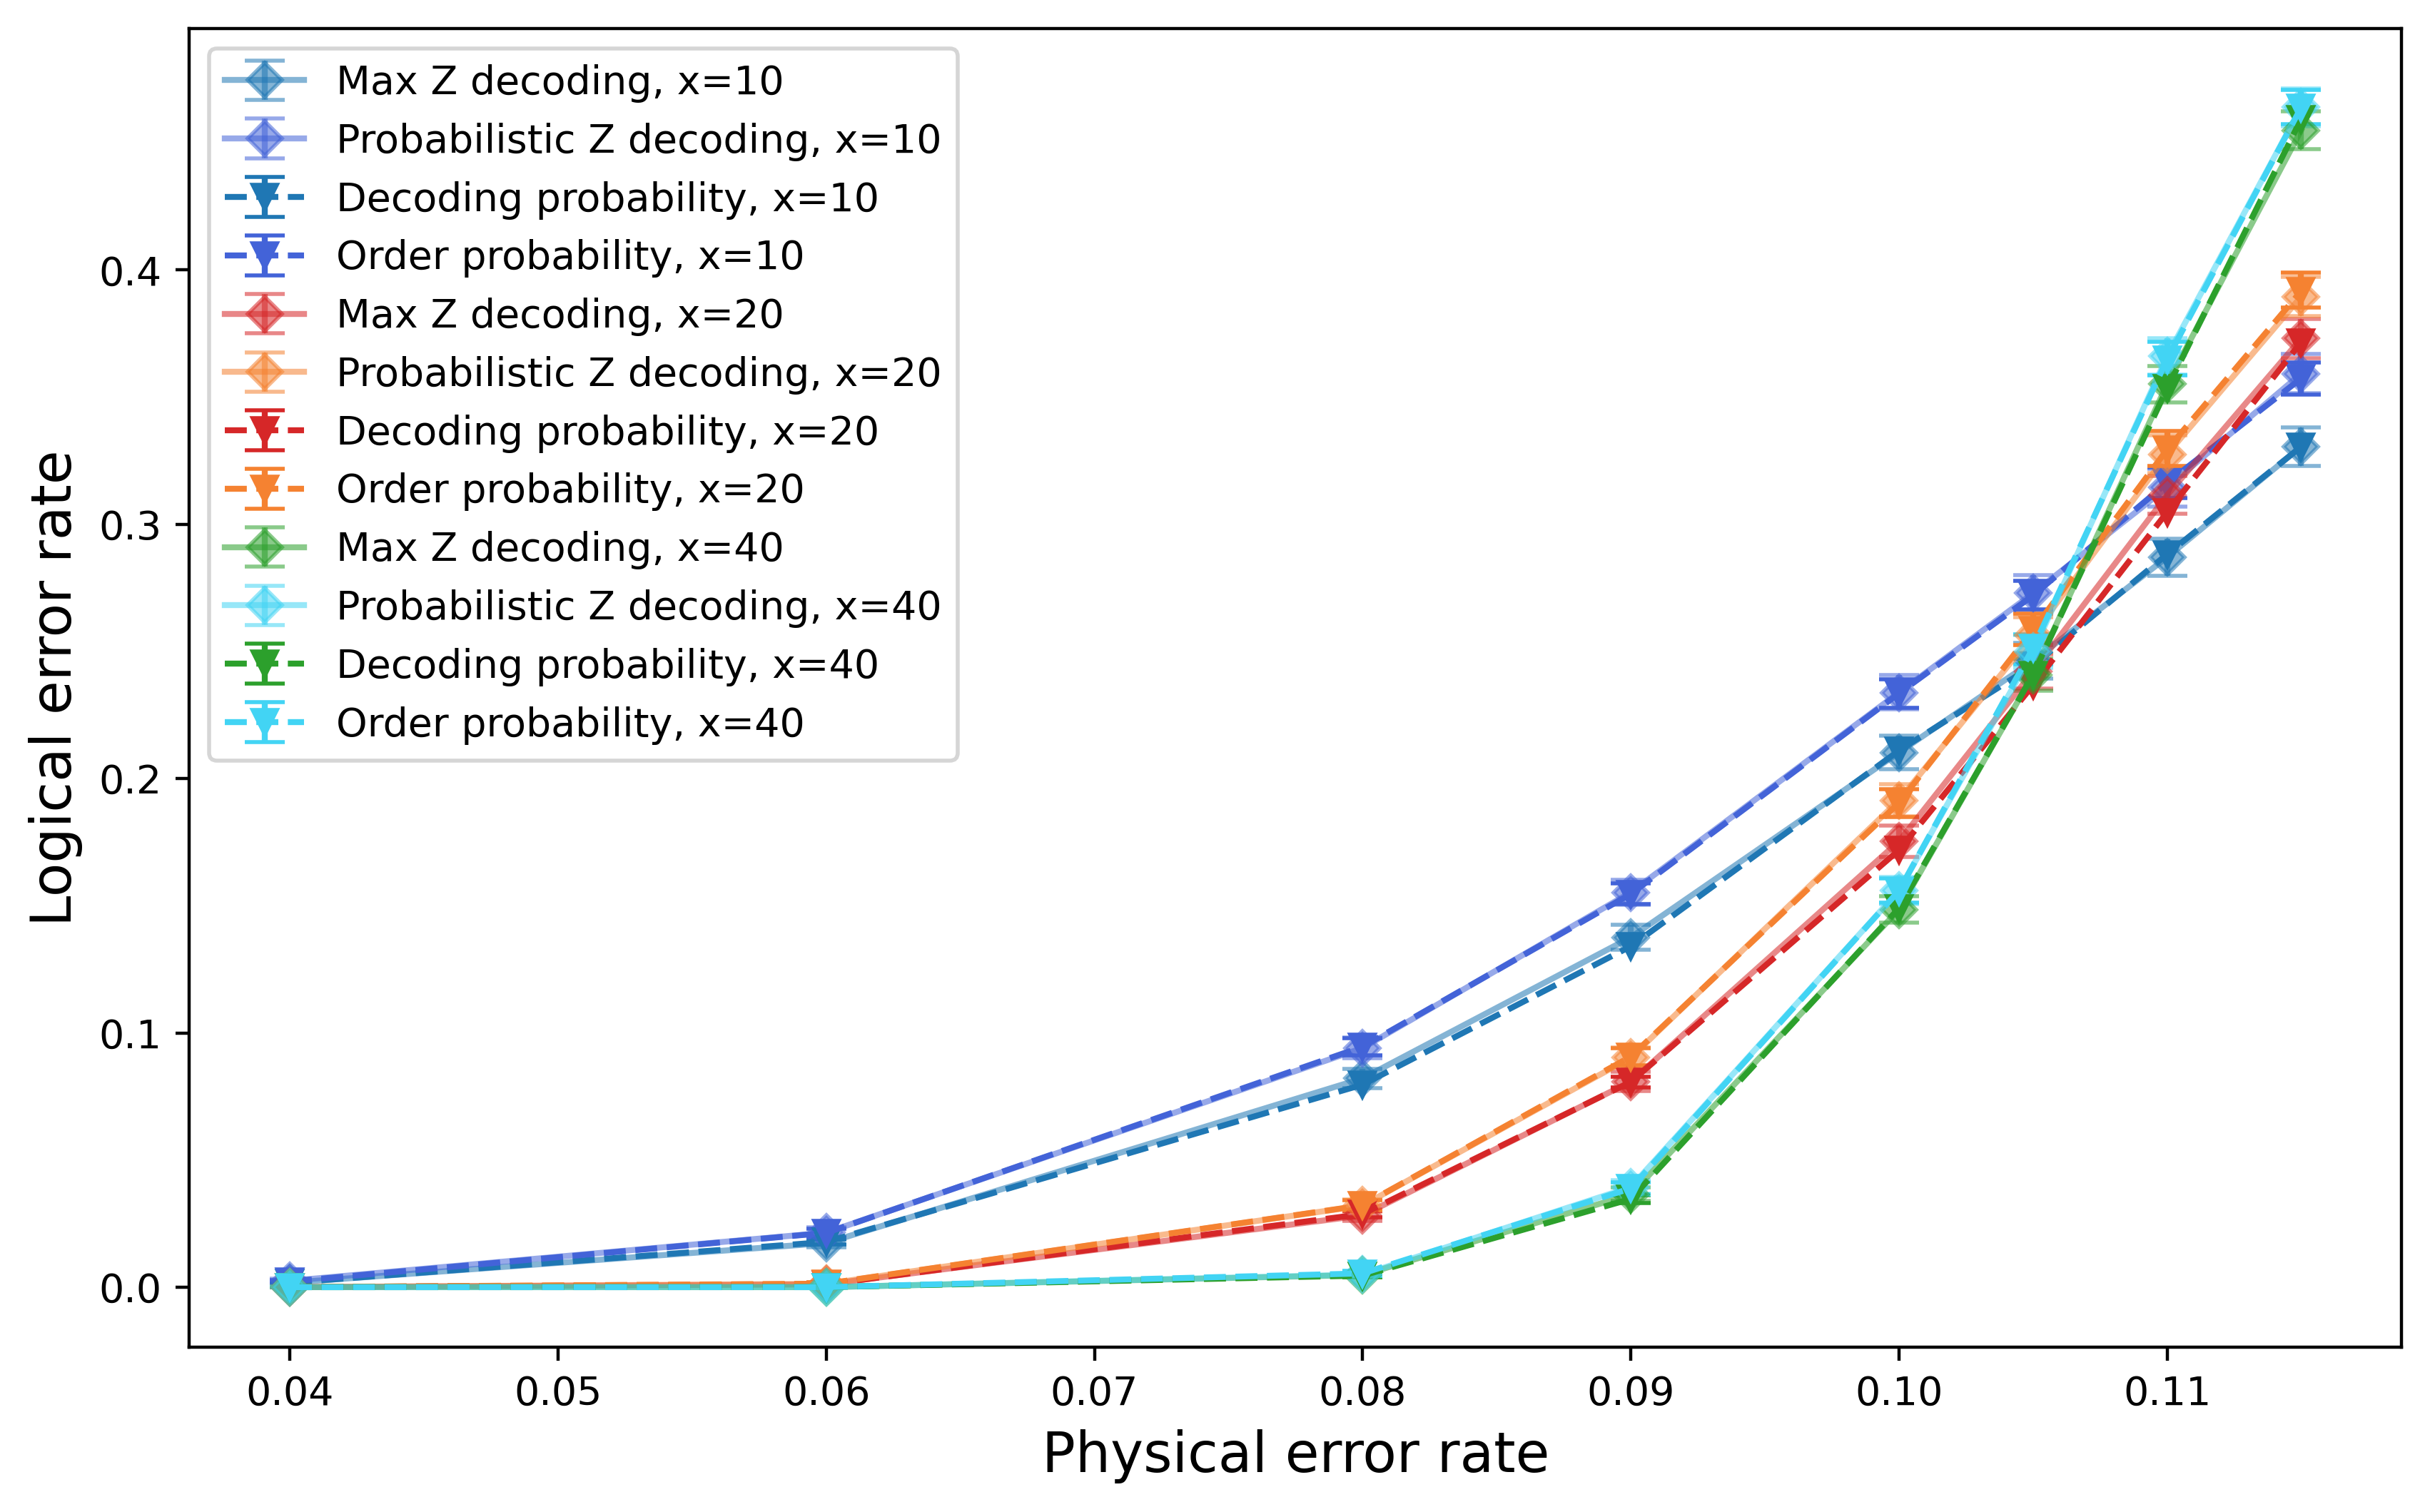 Max Z decoding, x=10
Probabilistic Z decoding, x=10
Decoding probability, x=10
Order probability, x=10
Max Z decoding, x=20
Probabilistic Z decoding, x=20
Decoding probability, x=20
Order probability, x=20
Max Z decoding, x=40
Probabilistic Z decoding, x=40
Decoding probability, x=40
Order probability, x=40
Logical error rate
0.4
0.3
0.2
0.1
0.0
0.04 0.05 0.06 0.07 0.08 0.09 0.10 0.11
Physical error rate